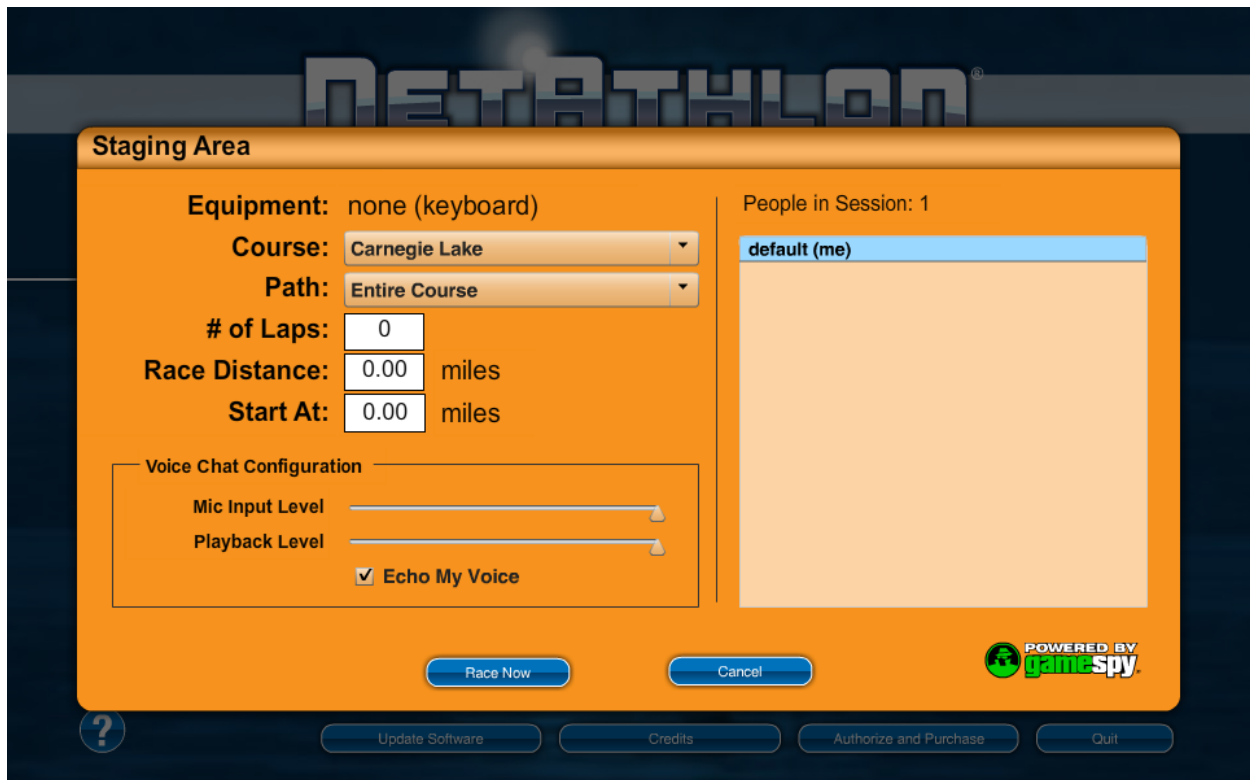 NETATHLON®
Staging Area
Equipment: none (keyboard)
Course: Carnegie Lake
Path: Entire Course
# of Laps: 0
Race Distance: 0.00 miles
Start At: 0.00 miles
Voice Chat Configuration
Mic Input Level
Playback Level
Echo My Voice
People in Session: 1
default (me)
Race Now
Cancel
POWERED BY
gamespy.
?
Update Software
Credits
Authorize and Purchase
Quit